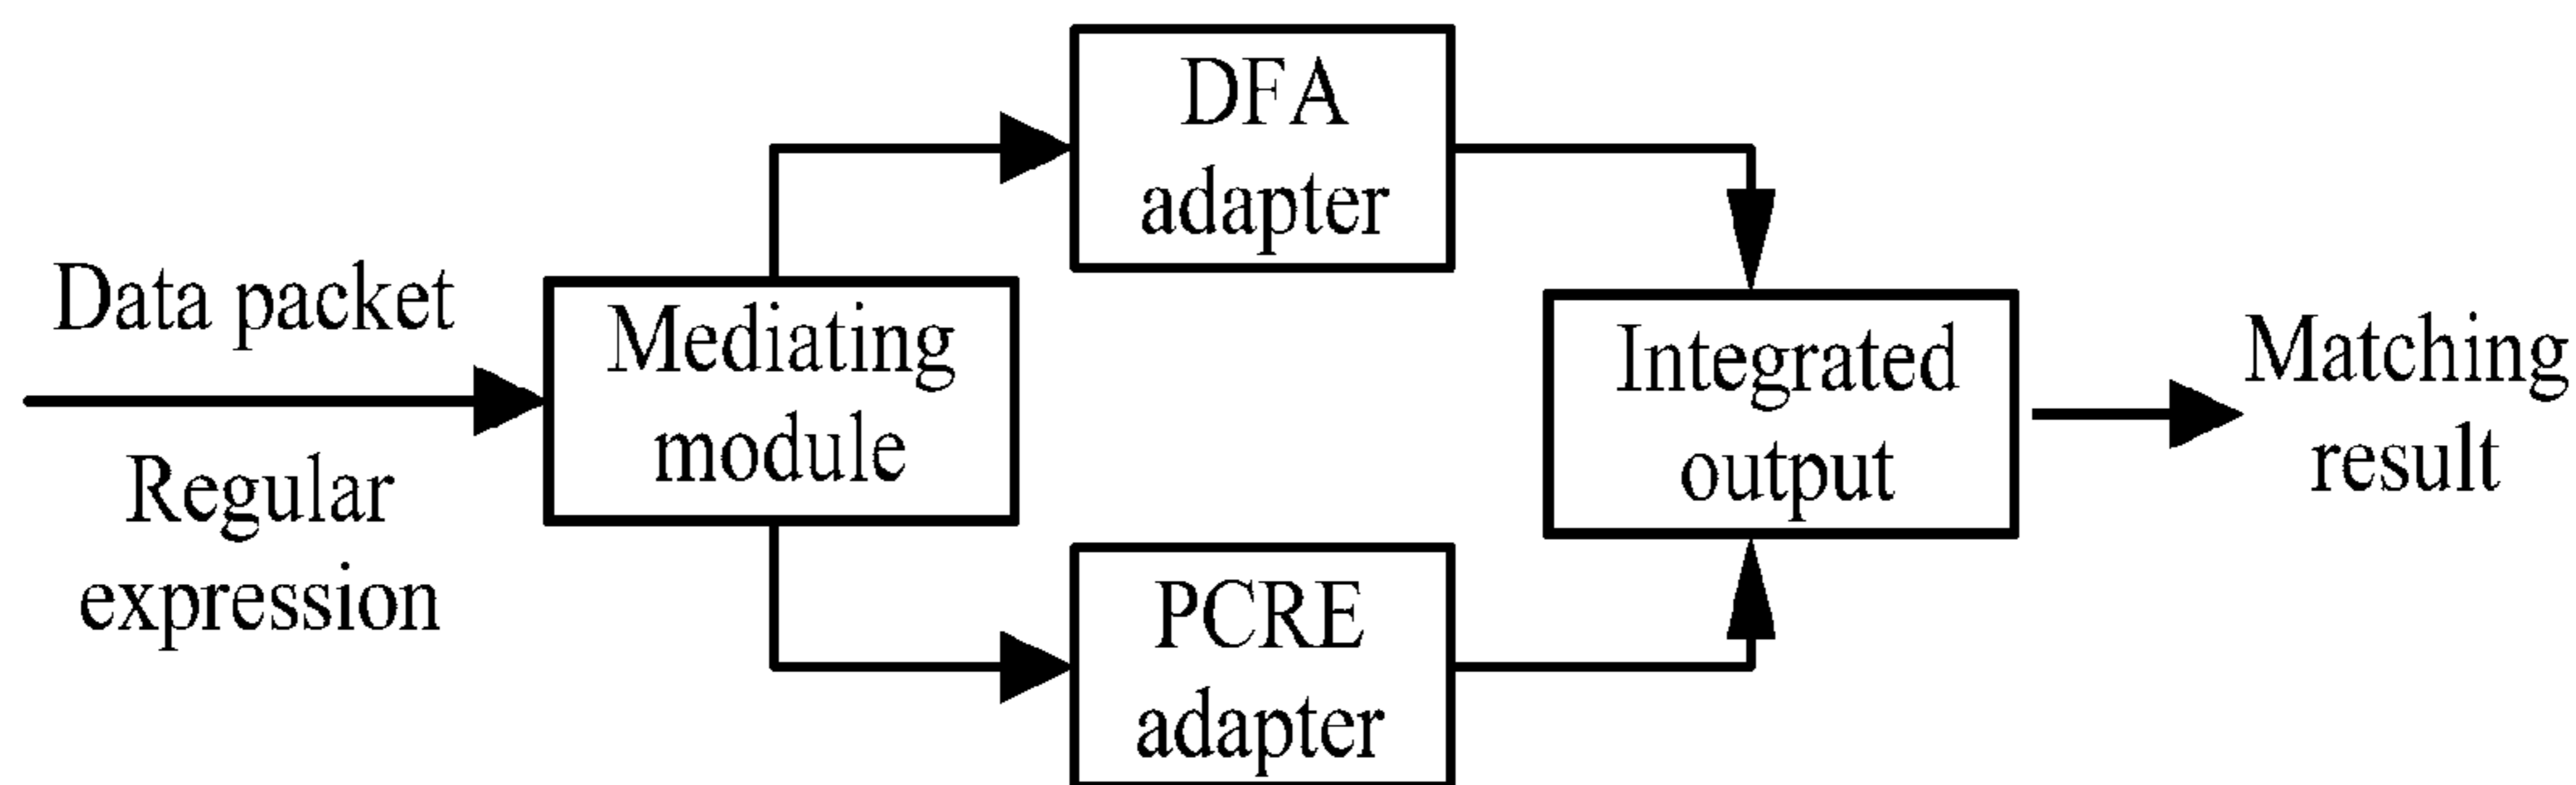 Data packet
Regular
expression
Mediating
module
DFA
adapter
PCRE
adapter
Integrated
output
Matching
result